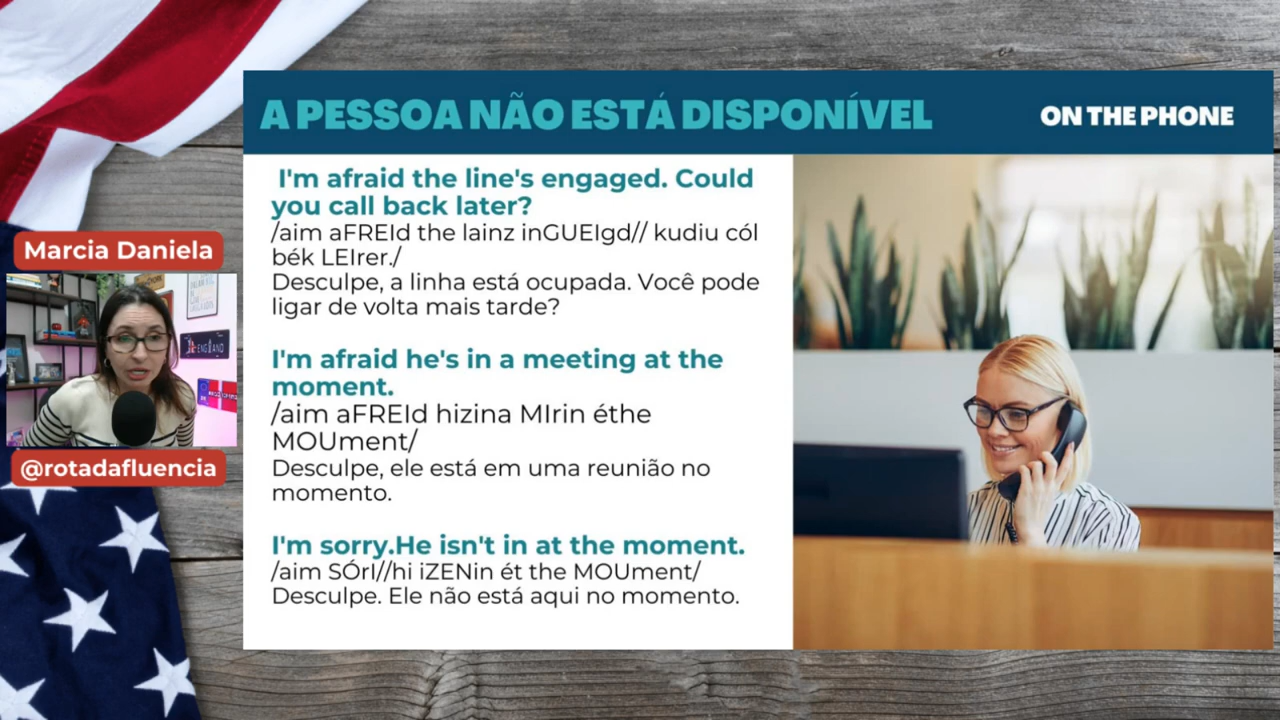 A PESSOA NÃO ESTÁ DISPONÍVEL
ON THE PHONE
I'm afraid the line's engaged. Could
you call back later?
/aim aFREId the lainz inGUEIgd// kudiu cól
bék LEIrer./
Desculpe, a linha está ocupada. Você pode
ligar de volta mais tarde?
I'm afraid he's in a meeting at the
moment.
/aim aFREId hizina MIrin éthe
MOUment/
Desculpe, ele está em uma reunião no
momento.
I'm sorry.He isn't in at the moment.
/aim SÓrI//hi iZENin ét the MOUment/
Desculpe. Ele não está aqui no momento.
Marcia Daniela
ENGLAND
@rotadafluencia